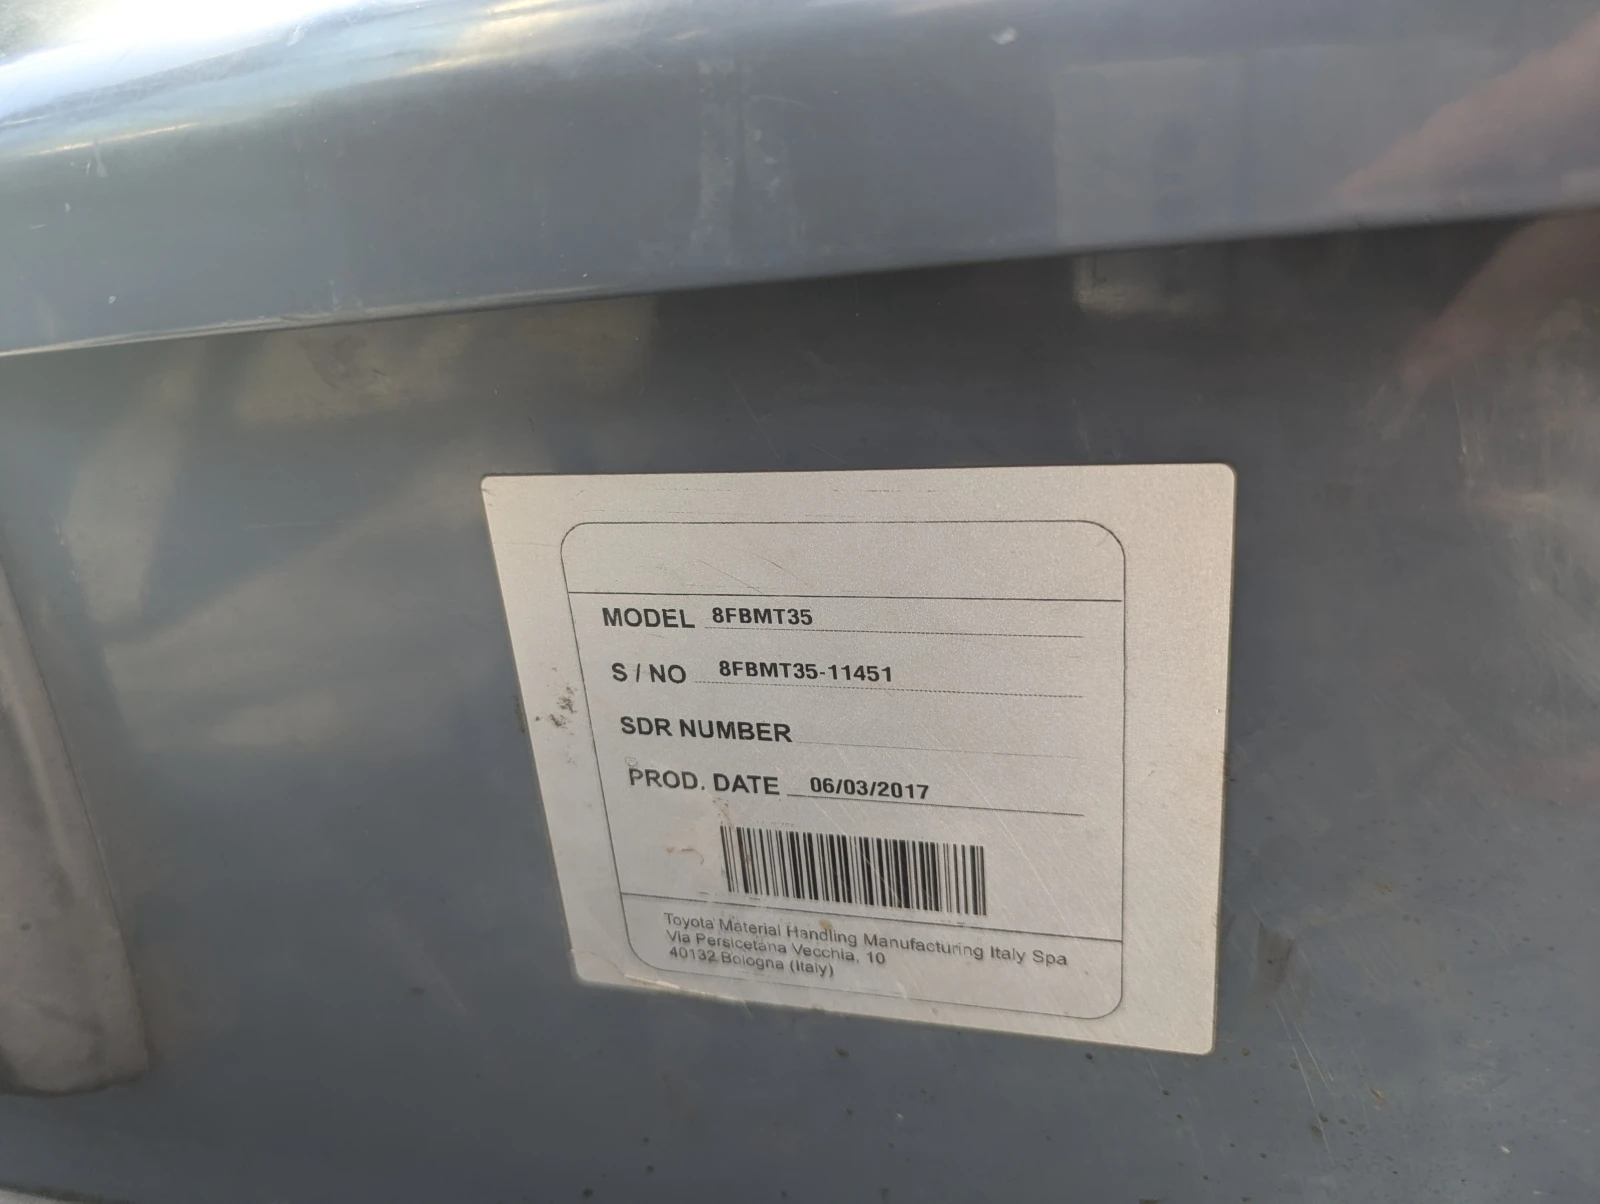 MODEL 8FBMT35
S / NO 8FBMT35-11451
SDR NUMBER
PROD. DATE 06/03/2017
Toyota Material Handling Manufacturing Italy Spa
Via Persicetana Vecchia, 10
40132 Bologna (Italy)